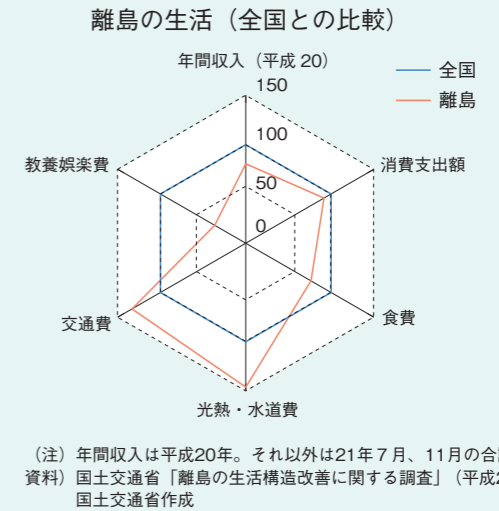 離島の生活（全国との比較）
年間収入（平成 20）
150
全国
離島
100
教養娯楽費
消費支出額
50
0
交通費
食費
光熱・水道費
（注）年間収入は平成20年。それ以外は21年７月、11月の合
資料）国土交通省「離島の生活構造改善に関する調査」（平成
国土交通省作成